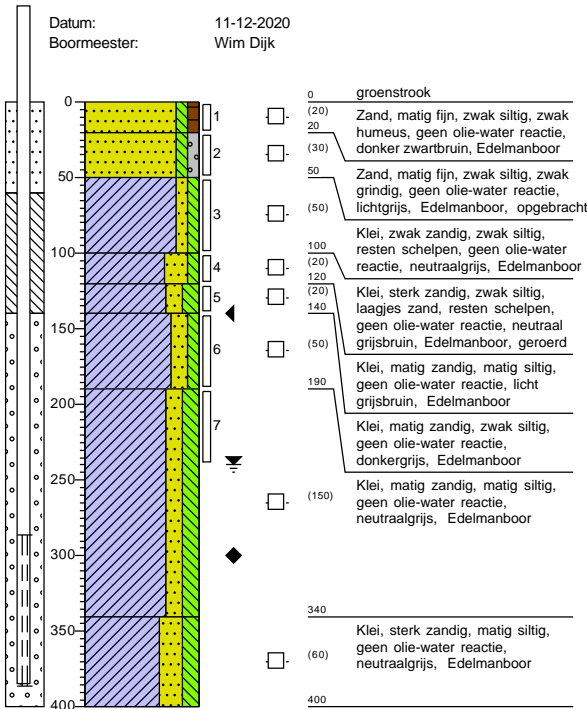 Datum: 11-12-2020
Boormeester: Wim Dijk
0
50
100
150
200
250
300
350
400
1
2
3
4
5
6
7
0 groenstrook
(20) Zand, matig fijn, zwak siltig, zwak
20 humeus, geen olie-water reactie,
donker zwartbruin, Edelmanboor
(30)
50 Zand, matig fijn, zwak siltig, zwak
grindig, geen olie-water reactie,
(50) lichtgrijs, Edelmanboor, opgebracht
Klei, zwak zandig, zwak siltig,
100 resten schelpen, geen olie-water
(20) reactie, neutraalgrijs, Edelmanboor
120
(20) Klei, sterk zandig, zwak siltig,
140 laagjes zand, resten schelpen,
geen olie-water reactie, neutraal
(50) grijsbruin, Edelmanboor, geroerd
Klei, matig zandig, matig siltig,
190 geen olie-water reactie, licht
grijsbruin, Edelmanboor
Klei, matig zandig, zwak siltig,
geen olie-water reactie,
donkergrijs, Edelmanboor
(150) Klei, matig zandig, matig siltig,
geen olie-water reactie,
neutraalgrijs, Edelmanboor
340
Klei, sterk zandig, matig siltig,
(60) geen olie-water reactie,
neutraalgrijs, Edelmanboor
400